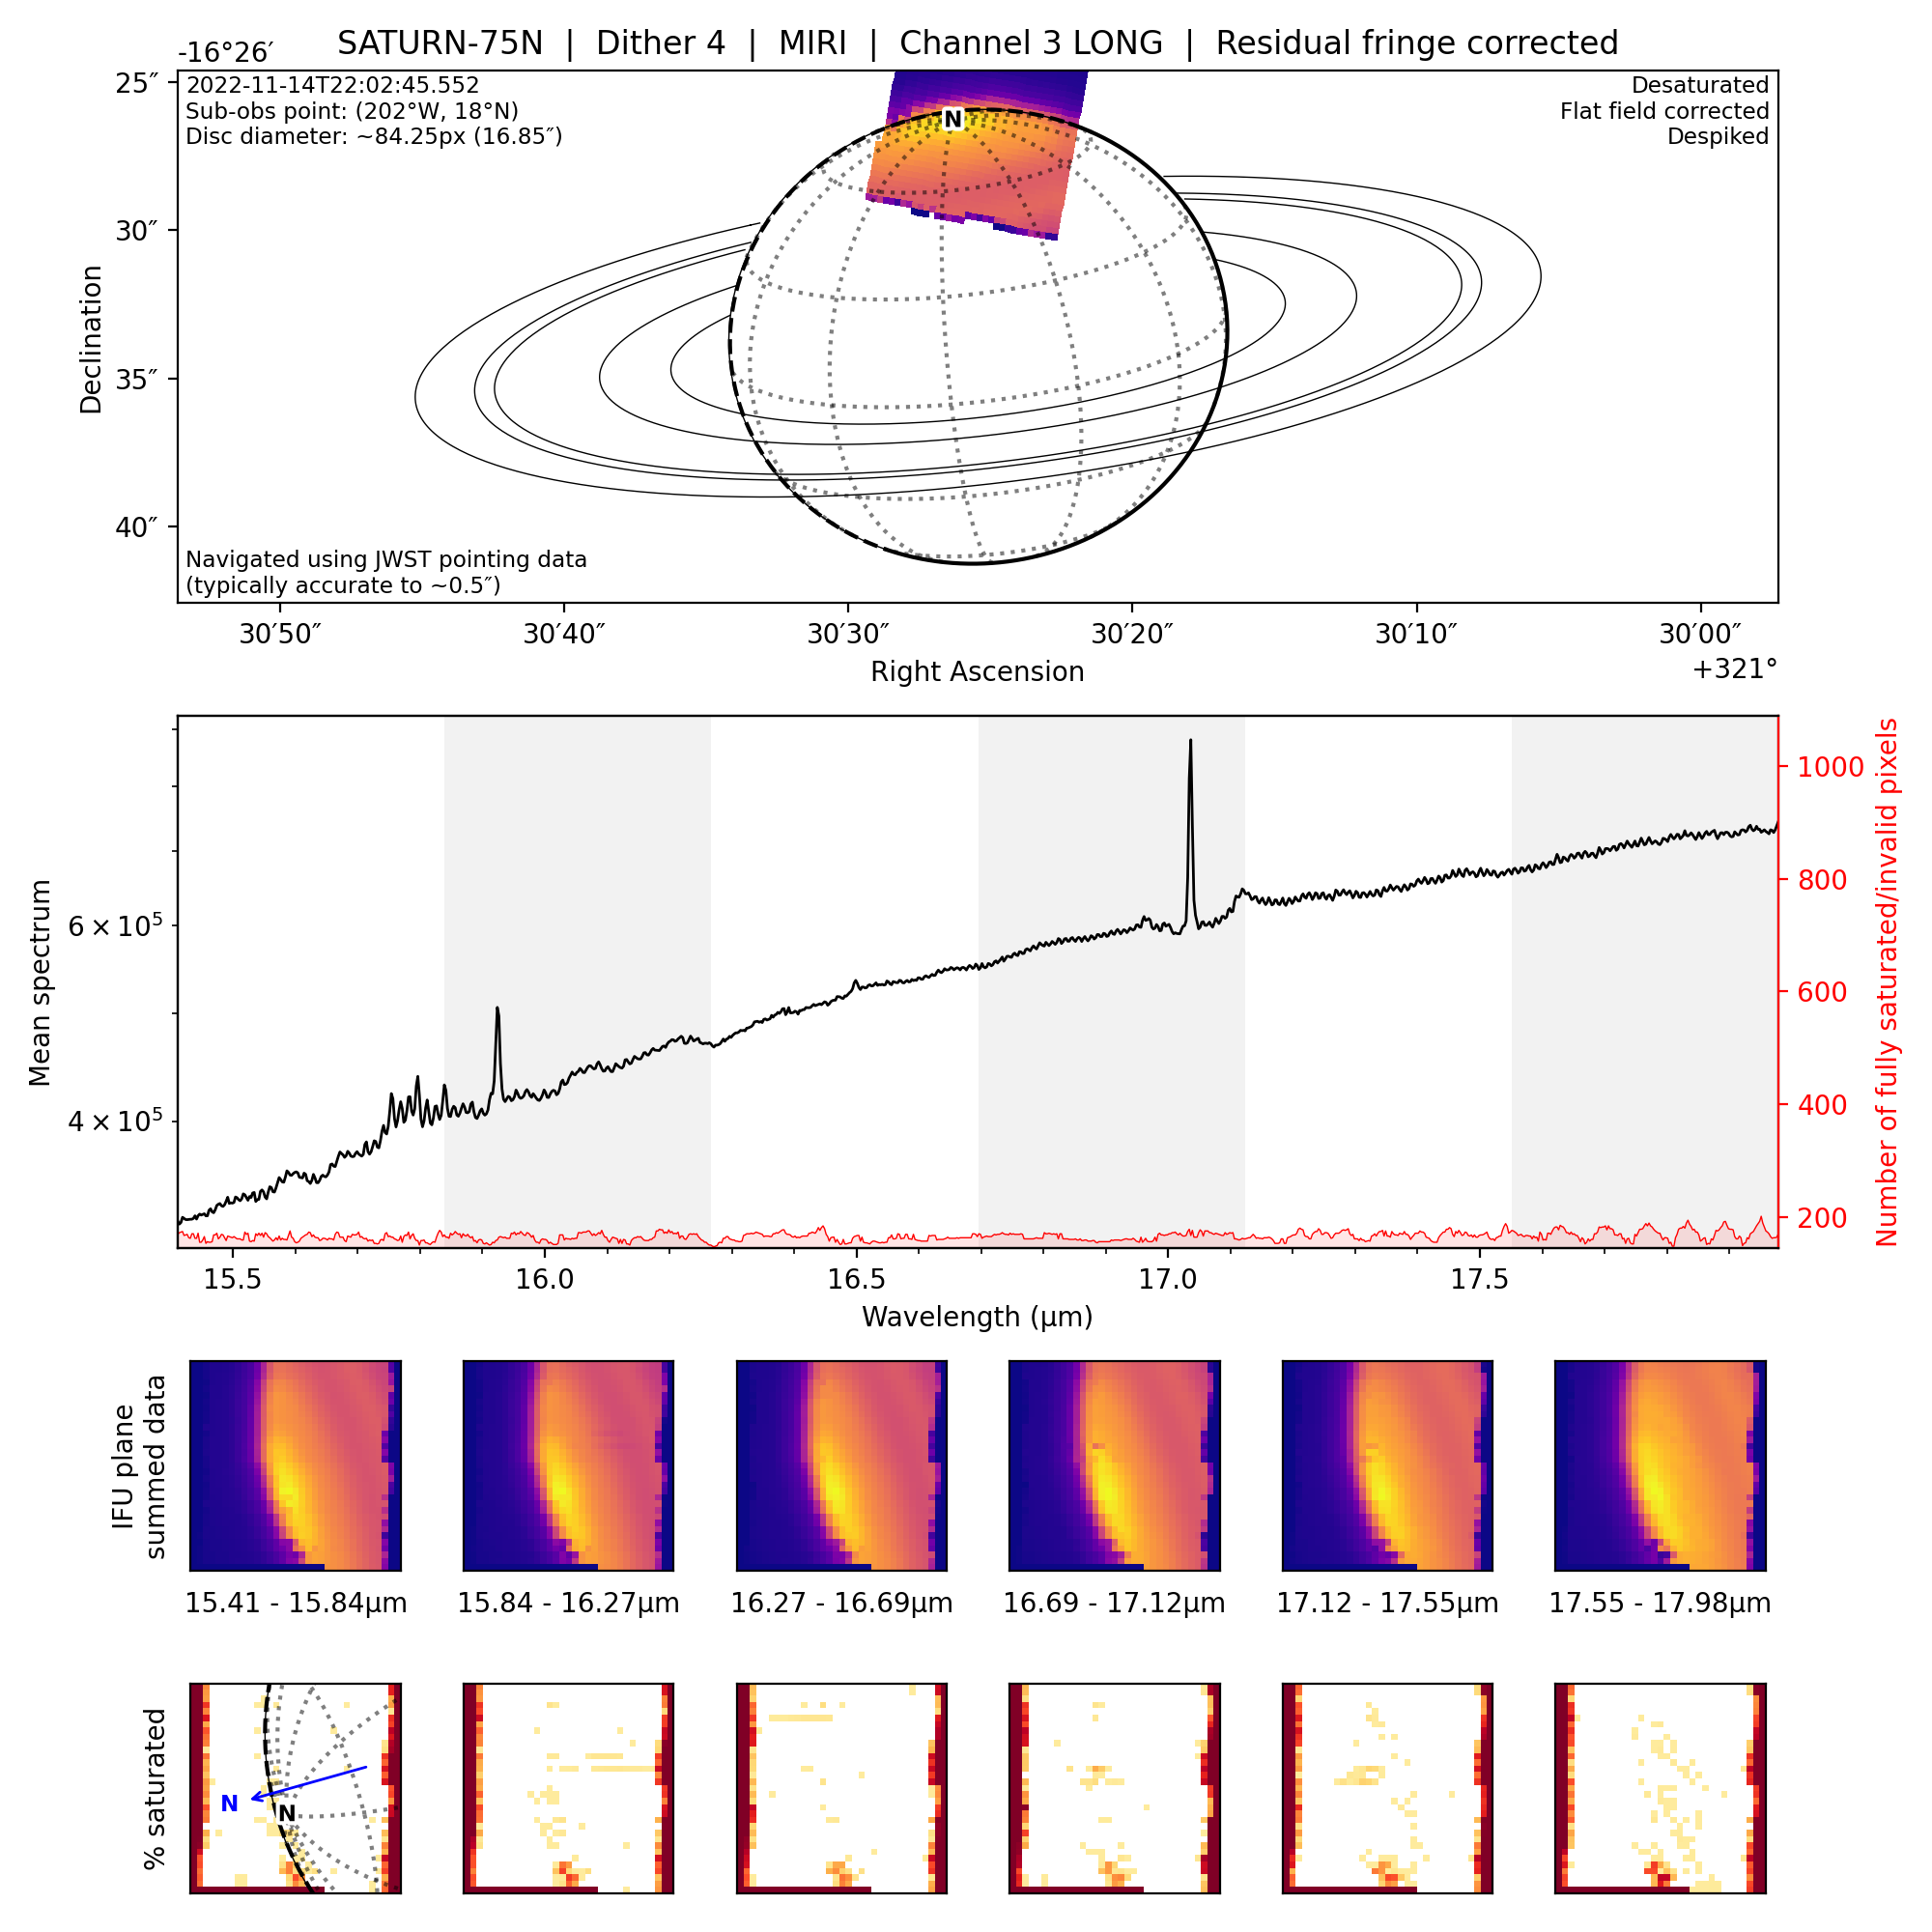 SATURN-75N | Dither 4 | MIRI | Channel 3 LONG | Residual fringe corrected
-16°26′
2022-11-14T22:02:45.552
Sub-obs point: (202°W, 18°N)
Disc diameter: ~84.25px (16.85″)
Desaturated
Flat field corrected
Despiked
N
25″
30″
35″
40″
Declination
Navigated using JWST pointing data
(typically accurate to ~0.5″)
30′50″ 30′40″ 30′30″ 30′20″ 30′10″ 30′00″
Right Ascension
+321°
Mean spectrum
6 × 10⁵
4 × 10⁵
1000
800
600
400
200
Number of fully saturated/invalid pixels
15.5 16.0 16.5 17.0 17.5
Wavelength (µm)
IFU plane
summed data
15.41 - 15.84µm 15.84 - 16.27µm 16.27 - 16.69µm 16.69 - 17.12µm 17.12 - 17.55µm 17.55 - 17.98µm
% saturated
N
N